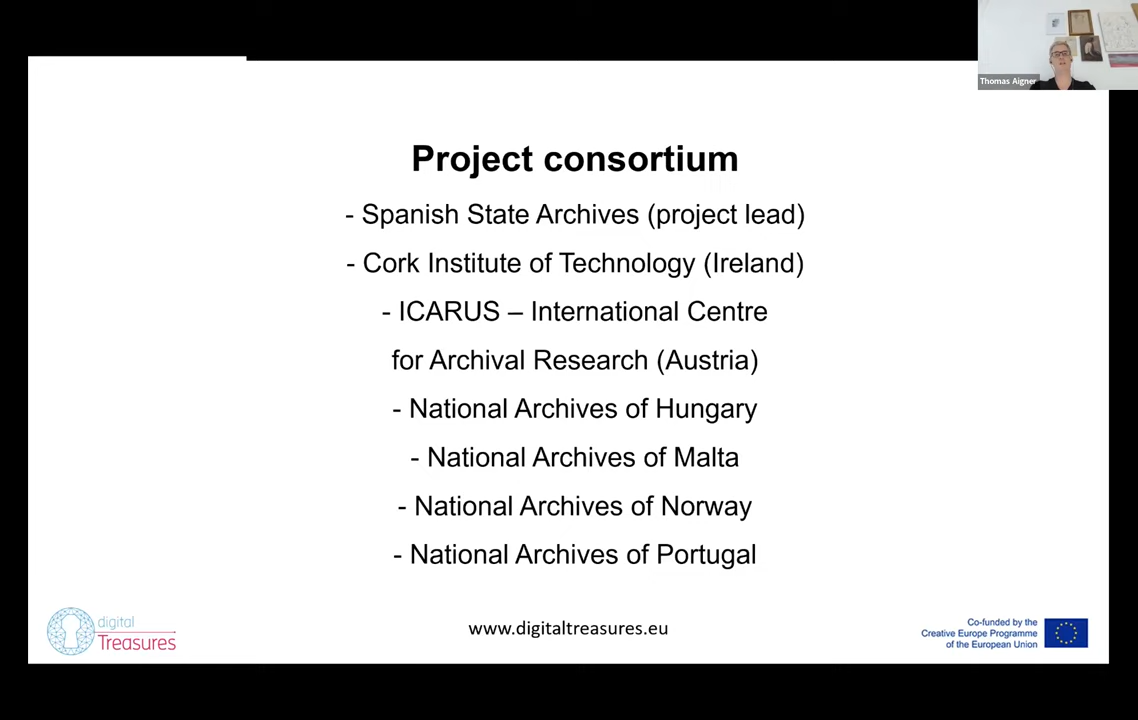 Thomas Aigner
Project consortium
- Spanish State Archives (project lead)
- Cork Institute of Technology (Ireland)
- ICARUS – International Centre
for Archival Research (Austria)
- National Archives of Hungary
- National Archives of Malta
- National Archives of Norway
- National Archives of Portugal
digital
Treasures
www.digitaltreasures.eu
Co-funded by the
Creative Europe Programme
of the European Union